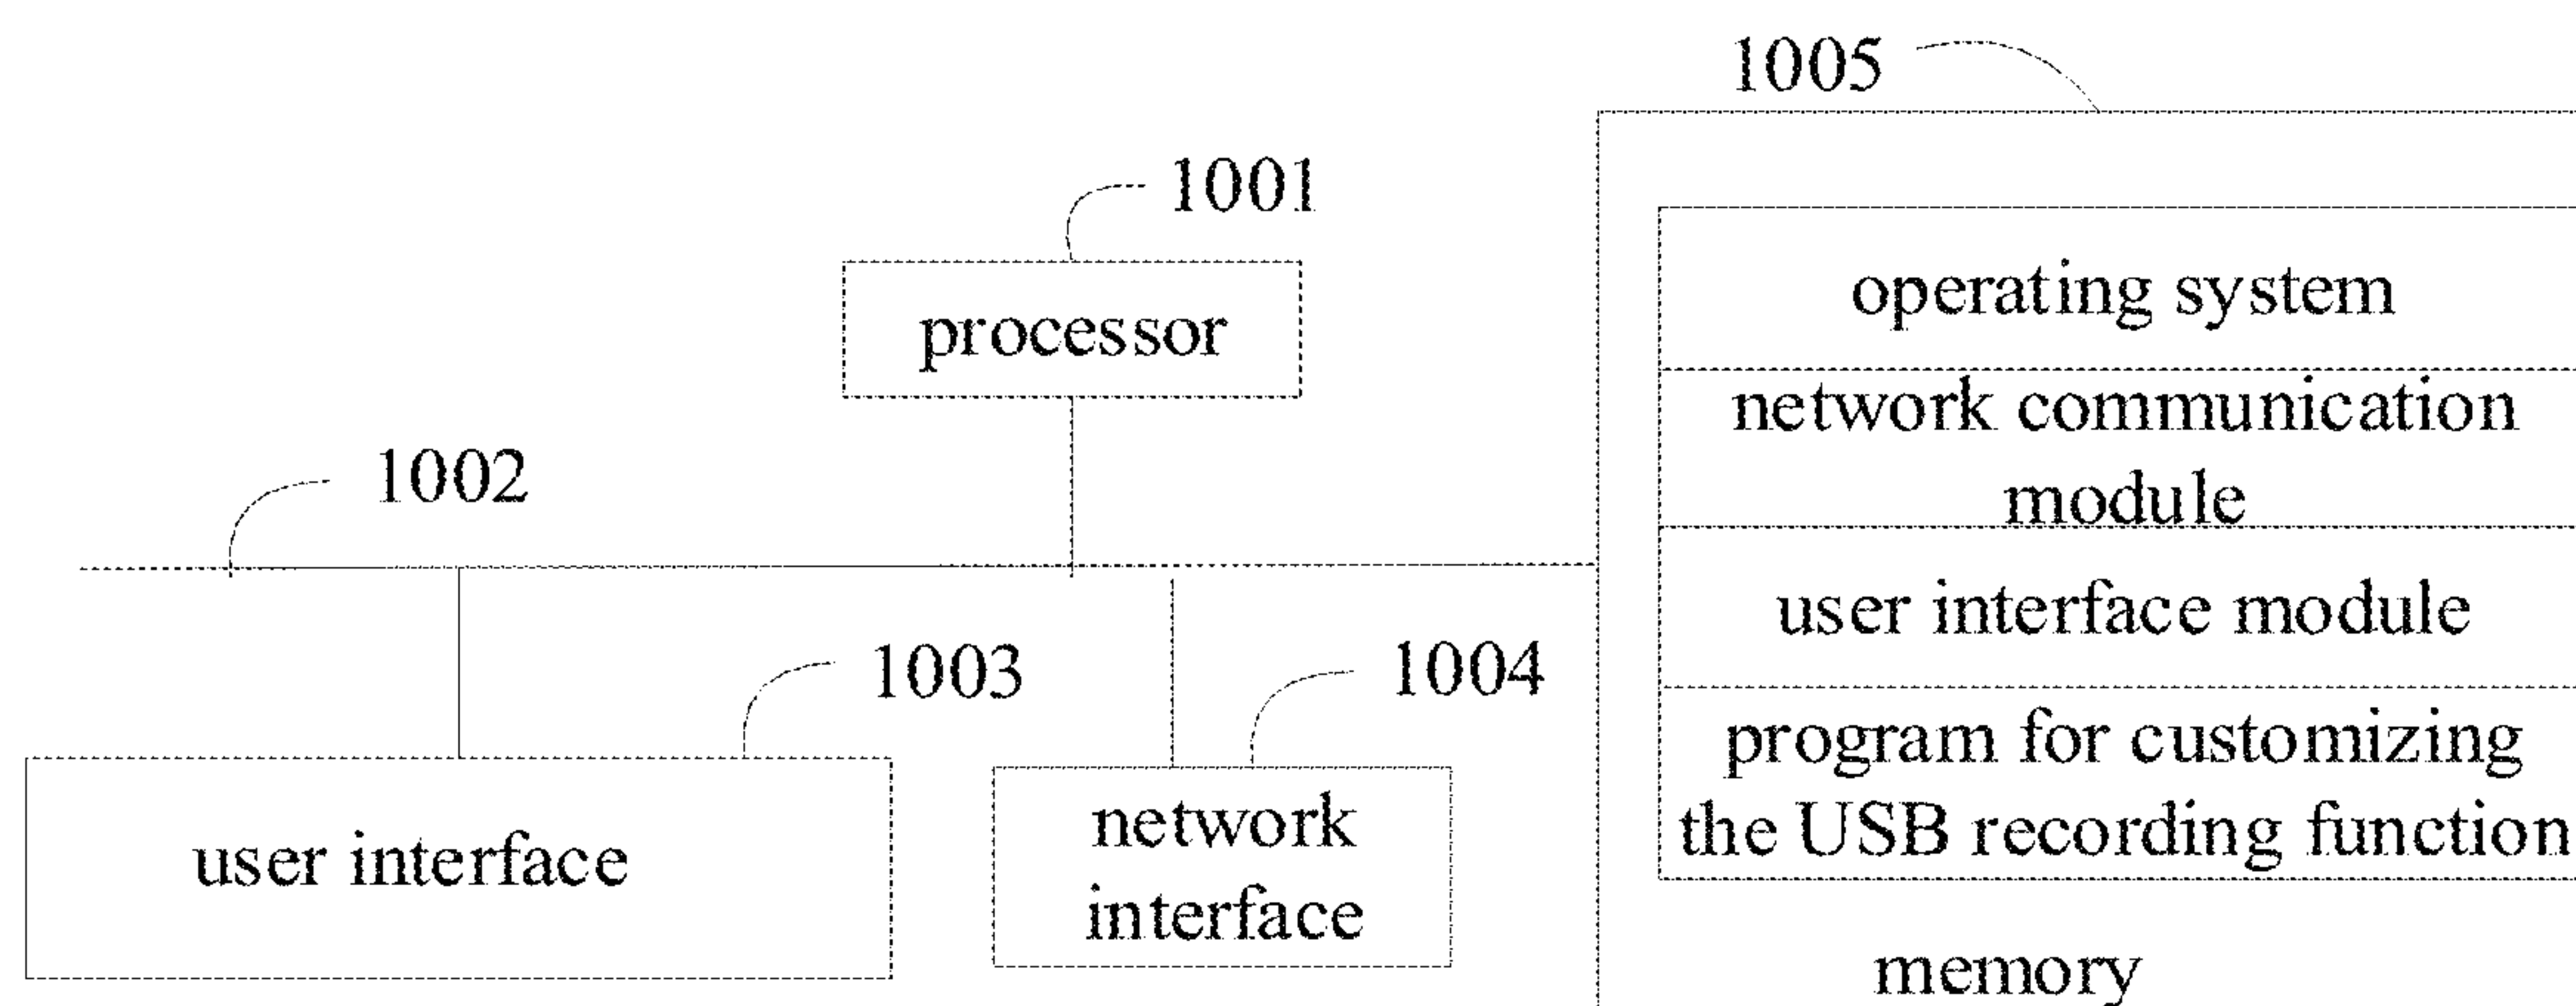 1005
1001
processor
1002
1003
user interface
1004
network
interface
operating system
network communication
module
user interface module
program for customizing
the USB recording function
memory